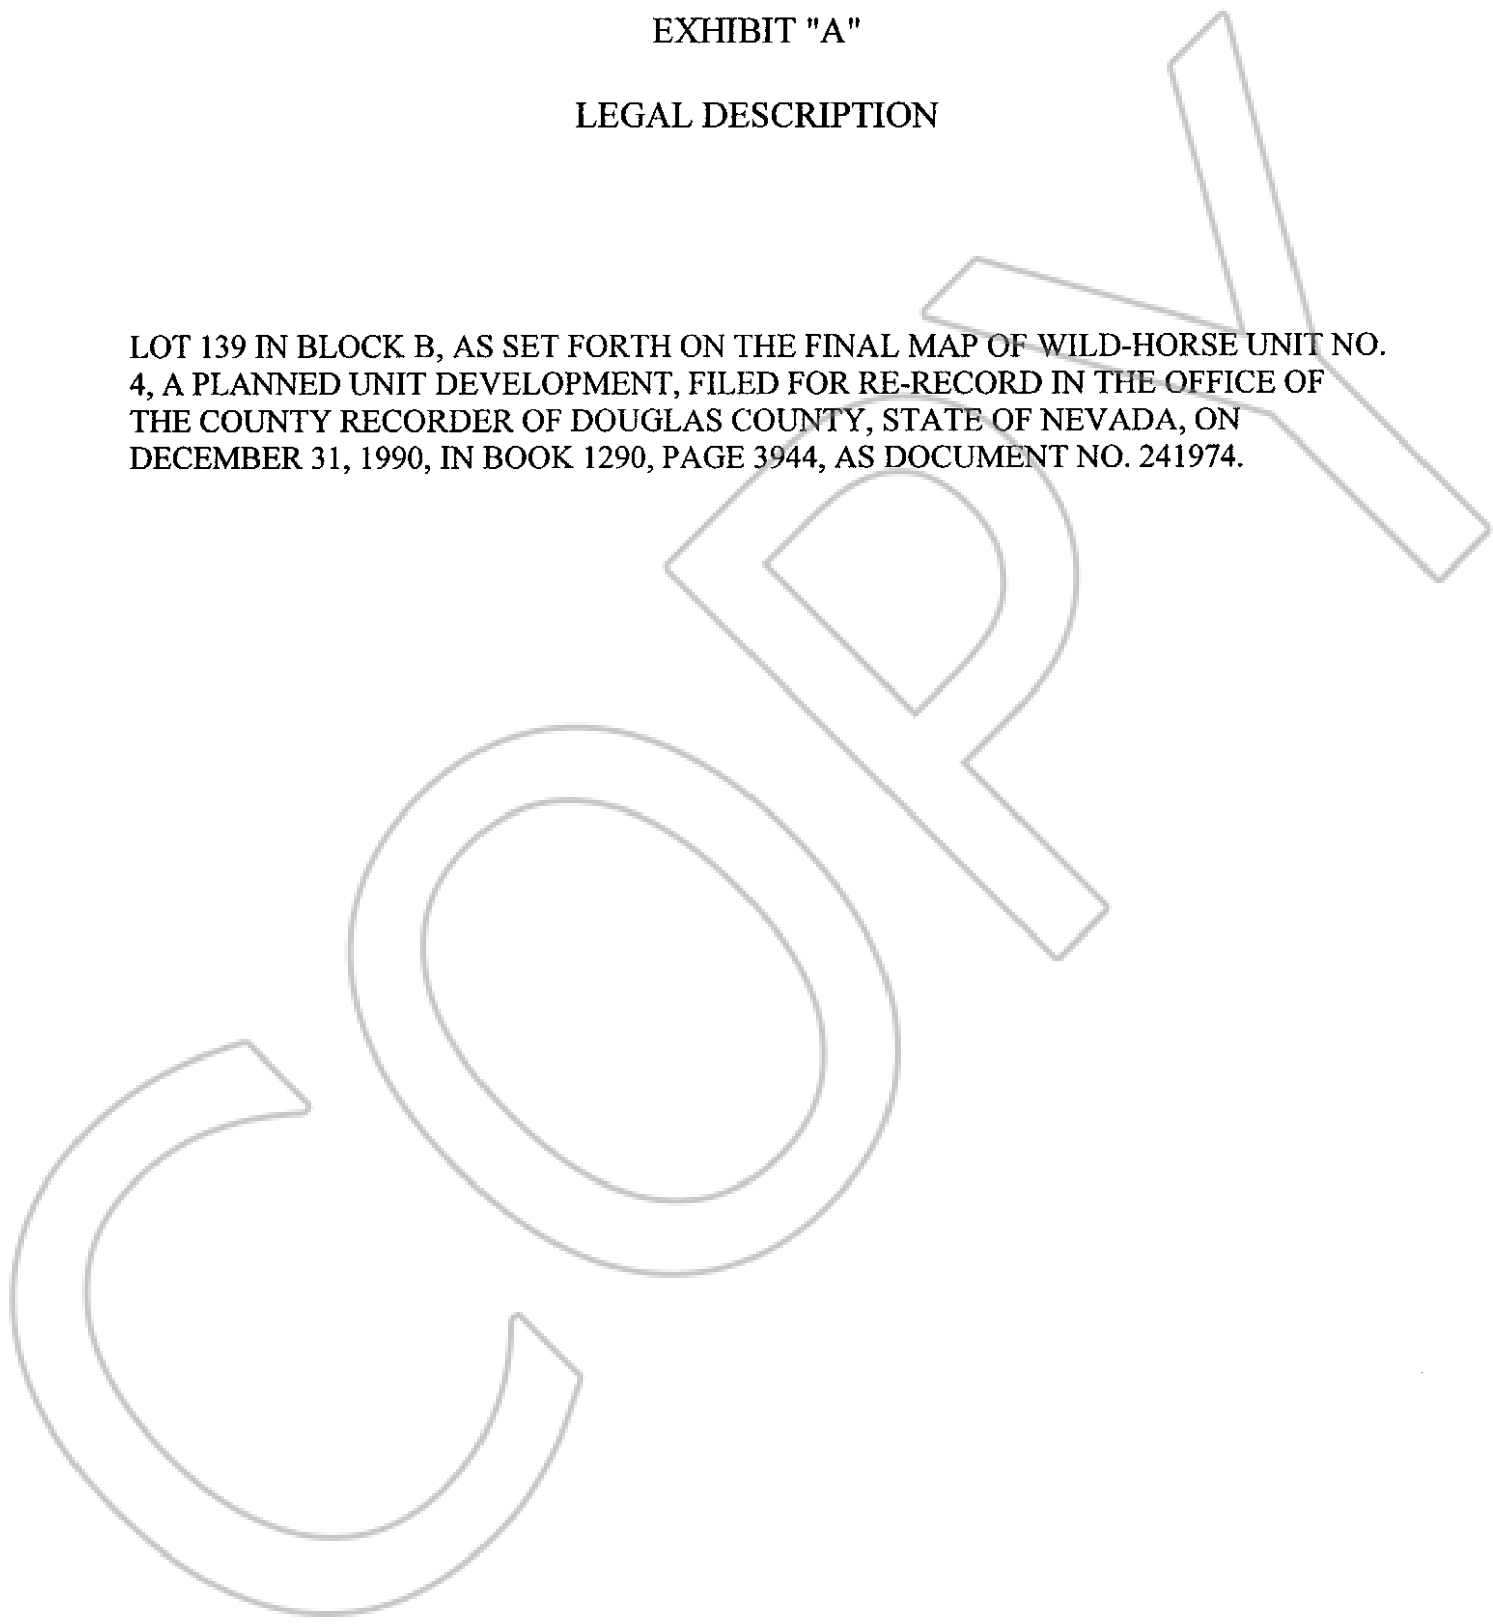 EXHIBIT "A"
LEGAL DESCRIPTION
LOT 139 IN BLOCK B, AS SET FORTH ON THE FINAL MAP OF WILD-HORSE UNIT NO.
4, A PLANNED UNIT DEVELOPMENT, FILED FOR RE-RECORD IN THE OFFICE OF
THE COUNTY RECORDER OF DOUGLAS COUNTY, STATE OF NEVADA, ON
DECEMBER 31, 1990, IN BOOK 1290, PAGE 3944, AS DOCUMENT NO. 241974.
COPY